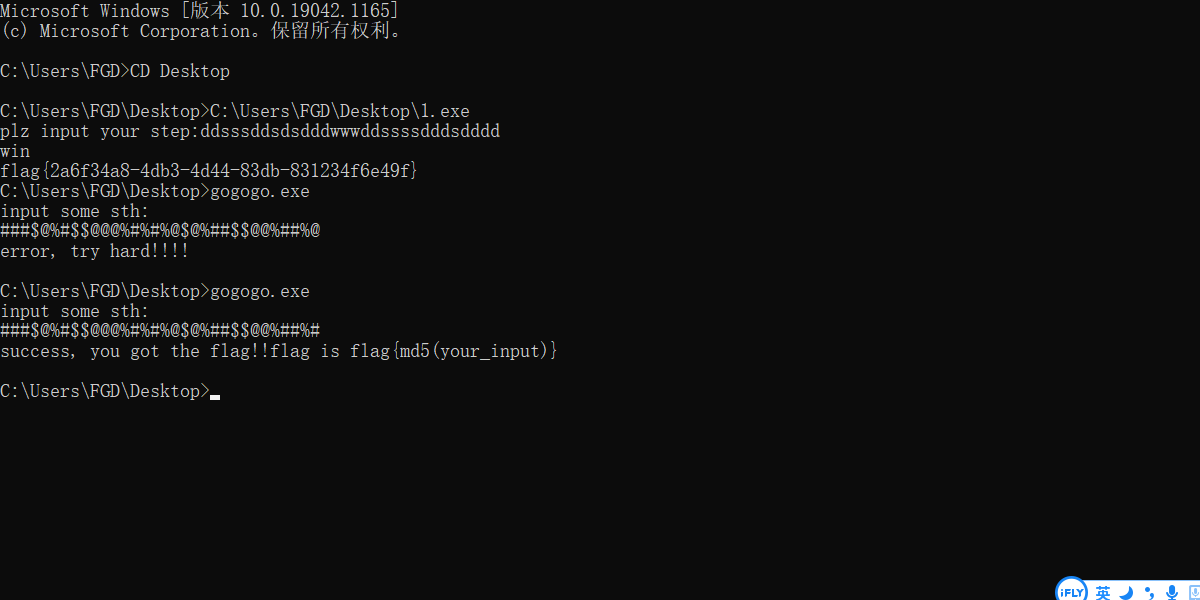 Microsoft Windows [版本 10.0.19042.1165]
(c) Microsoft Corporation。保留所有权利。
C:\Users\FGD>CD Desktop
C:\Users\FGD\Desktop>C:\Users\FGD\Desktop\1.exe
plz input your step:ddsssddsdsdddwwwddssssdddsdddd
win
flag{2a6f34a8-4db3-4d44-83db-831234f6e49f}
C:\Users\FGD\Desktop>gogogo.exe
input some sth:
###$@%#$$@@@%#%#%@$@%##$$@@%##%@
error, try hard!!!!
C:\Users\FGD\Desktop>gogogo.exe
input some sth:
###$@%#$$@@@%#%#%@$@%##$$@@%##%#
success, you got the flag!!flag is flag{md5(your_input)}
C:\Users\FGD\Desktop>
iFLY 英